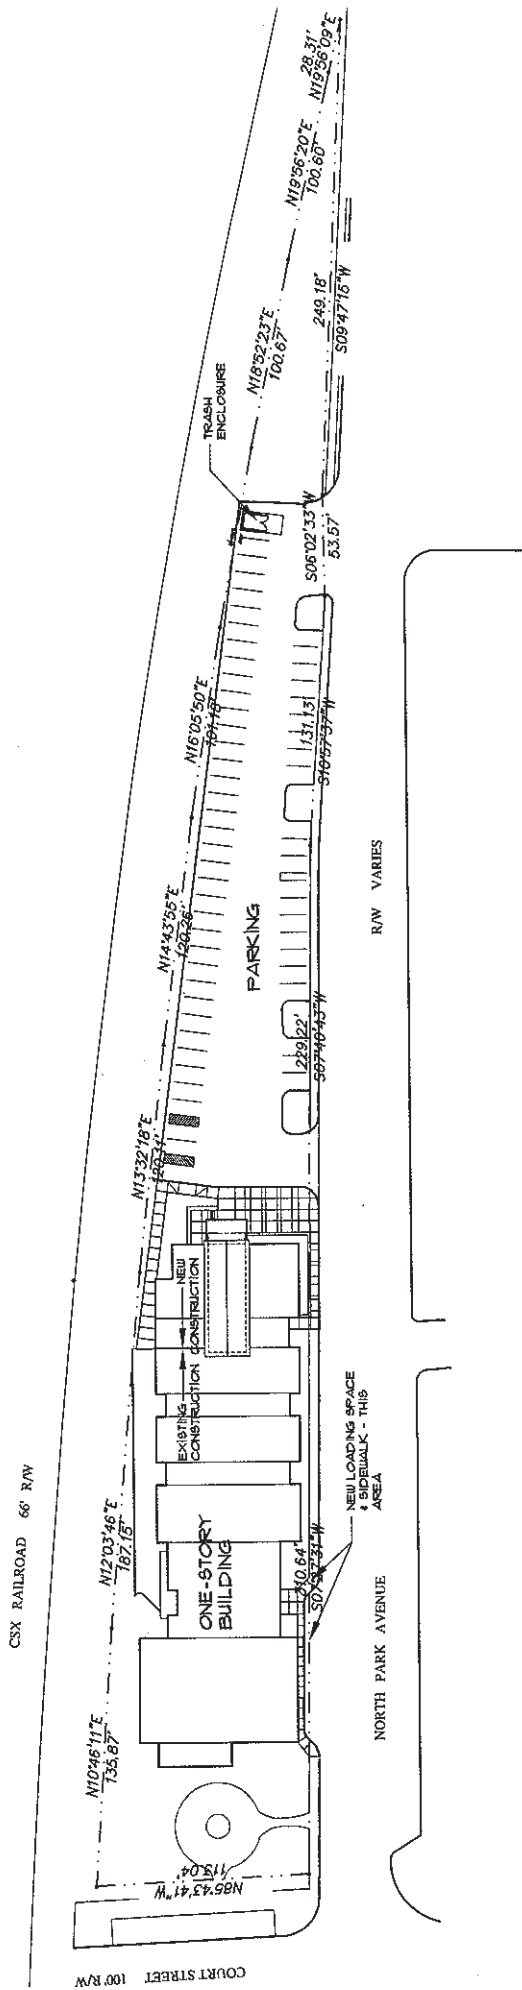 28.31'
N19°56'09"E
N19°56'20"E
100.60'
249.18'
S09°47'15"W
N18°52'23"E
100.67'
TRASH
ENCLOSURE
S06°02'33"W
53.57'
N16°05'50"E
101.18'
131.13'
S10°57'37"W
N14°43'55"E
120.26'
PARKING
R/W VARIES
229.22'
S07°40'43"W
N13°32'18"E
EXISTING
CONSTRUCTION
NEW
CONSTRUCTION
NEW LOADING SPACE
& SIDEWALK - THIS
AREA
CSX RAILROAD 66' R/W
N12°03'46"E
187.15'
ONE-STORY
BUILDING
NORTH PARK AVENUE
N10°46'11"E
135.87'
N85°43'41"W
113.04'
COURT STREET 100' R/W